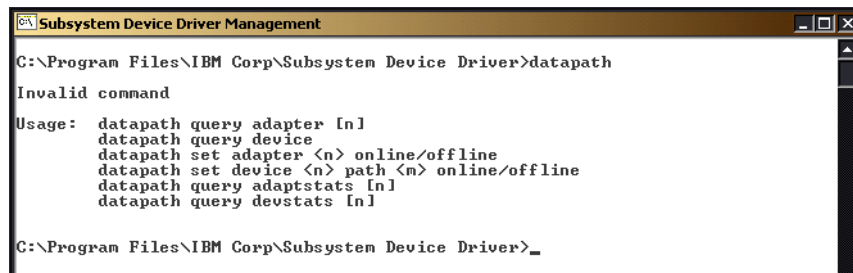 Subsystem Device Driver Management
C:\Program Files\IBM Corp\Subsystem Device Driver>datapath
Invalid command
Usage:  datapath query adapter [n]
        datapath query device
        datapath set adapter <n> online/offline
        datapath set device <n> path <m> online/offline
        datapath query adaptstats [n]
        datapath query devstats [n]
C:\Program Files\IBM Corp\Subsystem Device Driver>_